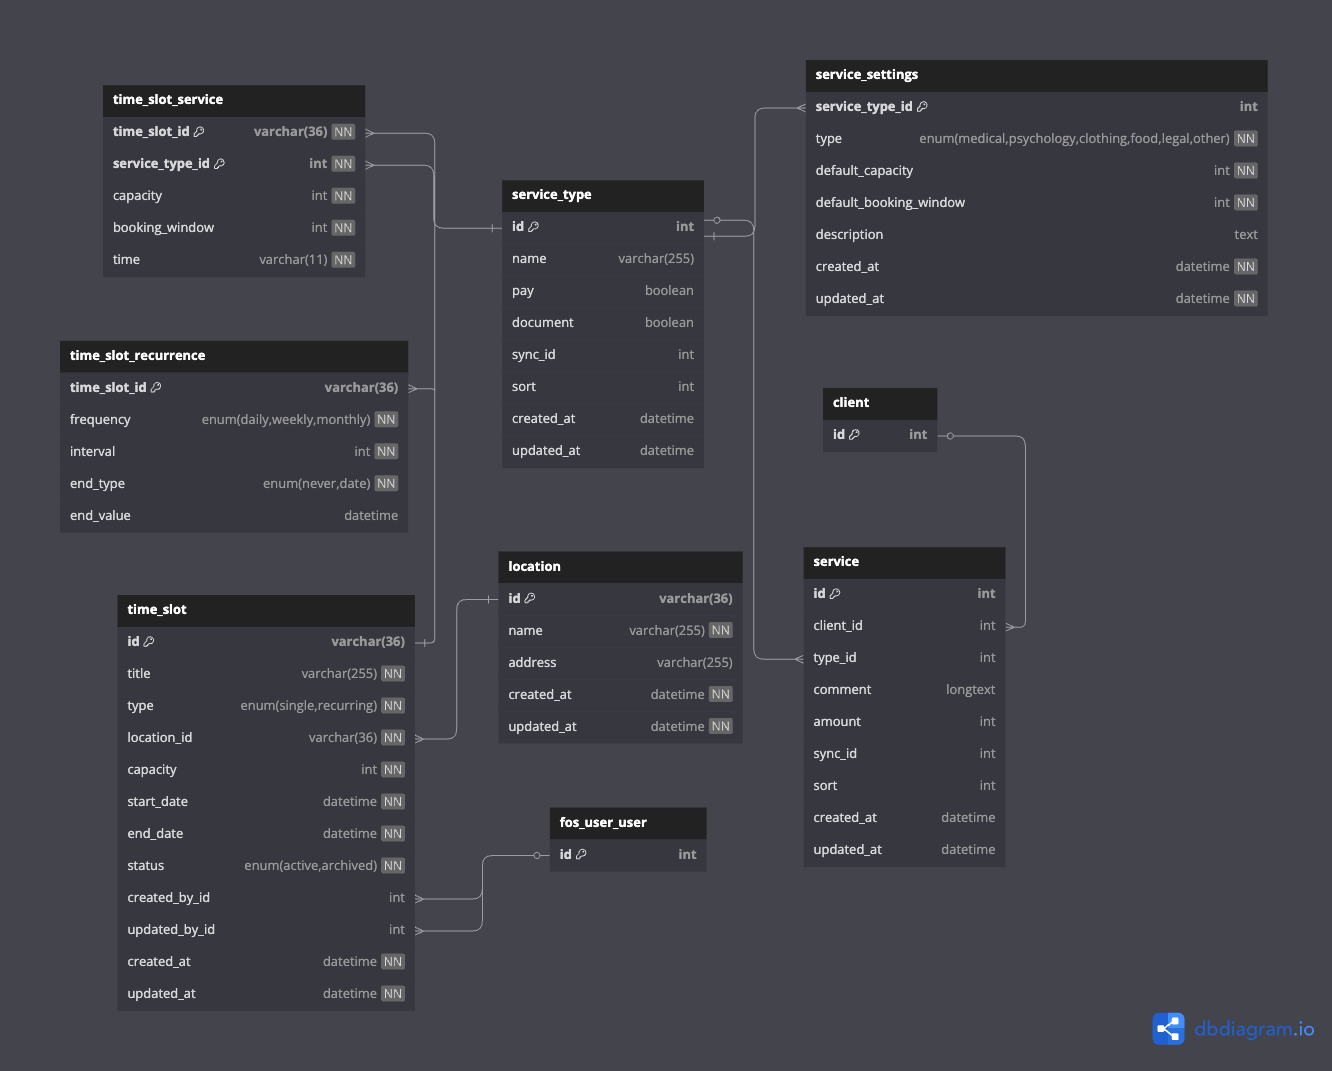 time_slot_service
time_slot_id varchar(36) NN
service_type_id int NN
capacity int NN
booking_window int NN
time varchar(11) NN
time_slot_recurrence
time_slot_id varchar(36)
frequency enum(daily,weekly,monthly) NN
interval int NN
end_type enum(never,date) NN
end_value datetime
time_slot
id varchar(36)
title varchar(255) NN
type enum(single,recurring) NN
location_id varchar(36) NN
capacity int NN
start_date datetime NN
end_date datetime NN
status enum(active,archived) NN
created_by_id int
updated_by_id int
created_at datetime NN
updated_at datetime NN
service_type
id int
name varchar(255)
pay boolean
document boolean
sync_id int
sort int
created_at datetime
updated_at datetime
location
id varchar(36)
name varchar(255) NN
address varchar(255)
created_at datetime NN
updated_at datetime NN
fos_user_user
id int
service_settings
service_type_id int
type enum(medical,psychology,clothing,food,legal,other) NN
default_capacity int NN
default_booking_window int NN
description text
created_at datetime NN
updated_at datetime NN
client
id int
service
id int
client_id int
type_id int
comment longtext
amount int
sync_id int
sort int
created_at datetime
updated_at datetime
dbdiagram.io